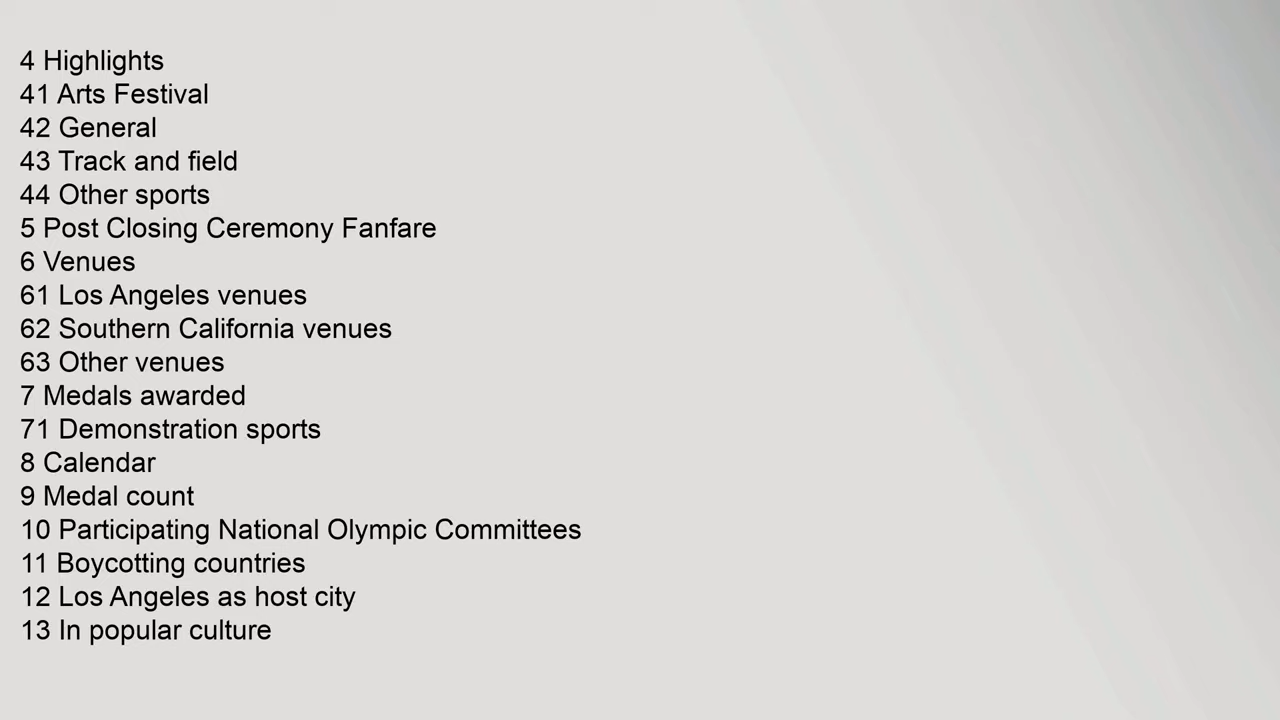 4 Highlights
41 Arts Festival
42 General
43 Track and field
44 Other sports
5 Post Closing Ceremony Fanfare
6 Venues
61 Los Angeles venues
62 Southern California venues
63 Other venues
7 Medals awarded
71 Demonstration sports
8 Calendar
9 Medal count
10 Participating National Olympic Committees
11 Boycotting countries
12 Los Angeles as host city
13 In popular culture